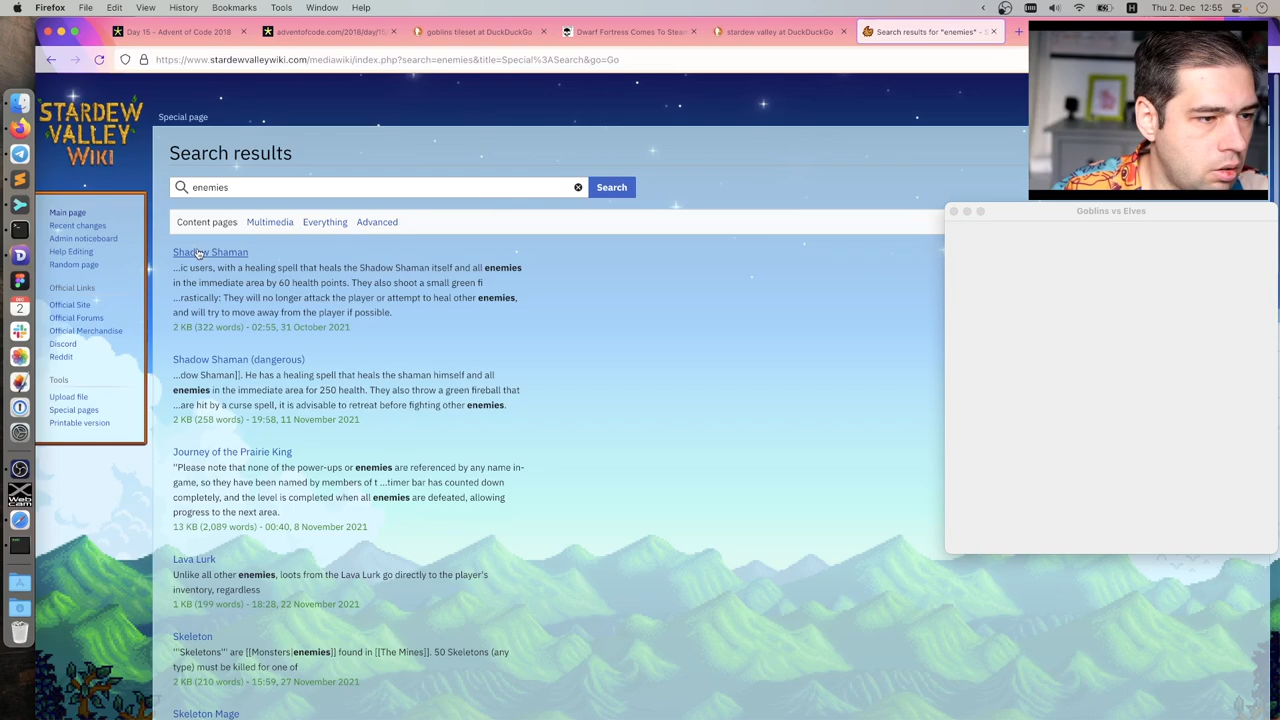 Firefox File Edit View History Bookmarks Tools Window Help
Thu 2. Dec 12:55
Day 15 - Advent of Code 2018
adventofcode.com/2018/day/15/
goblins tileset at DuckDuckGo
Dwarf Fortress Comes To Steam
stardew valley at DuckDuckGo
Search results for "enemies" - S
https://www.stardewvalleywiki.com/mediawiki/index.php?search=enemies&title=Special%3ASearch&go=Go
STARDEW
VALLEY
WiKi
Special page
Search results
enemies
Search
Content pages Multimedia Everything Advanced
Main page
Recent changes
Admin noticeboard
Help Editing
Random page
Official Links
Official Site
Official Forums
Official Merchandise
Discord
Reddit
Tools
Upload file
Special pages
Printable version
Shadow Shaman
...ic users, with a healing spell that heals the Shadow Shaman itself and all enemies
in the immediate area by 60 health points. They also shoot a small green fi
...rastically: They will no longer attack the player or attempt to heal other enemies,
and will try to move away from the player if possible.
2 KB (322 words) - 02:55, 31 October 2021
Shadow Shaman (dangerous)
...dow Shaman]]. He has a healing spell that heals the shaman himself and all
enemies in the immediate area for 250 health. They also throw a green fireball that
...are hit by a curse spell, it is advisable to retreat before fighting other enemies.
2 KB (258 words) - 19:58, 11 November 2021
Journey of the Prairie King
''Please note that none of the power-ups or enemies are referenced by any name in-
game, so they have been named by members of t ...timer bar has counted down
completely, and the level is completed when all enemies are defeated, allowing
progress to the next area.
13 KB (2,089 words) - 00:40, 8 November 2021
Lava Lurk
Unlike all other enemies, loots from the Lava Lurk go directly to the player's
inventory, regardless
1 KB (199 words) - 18:28, 22 November 2021
Skeleton
'''Skeletons''' are [[Monsters|enemies]] found in [[The Mines]]. 50 Skeletons (any
type) must be killed for one of
2 KB (210 words) - 15:59, 27 November 2021
Skeleton Mage
Goblins vs Elves
DEC
2
Web
cam